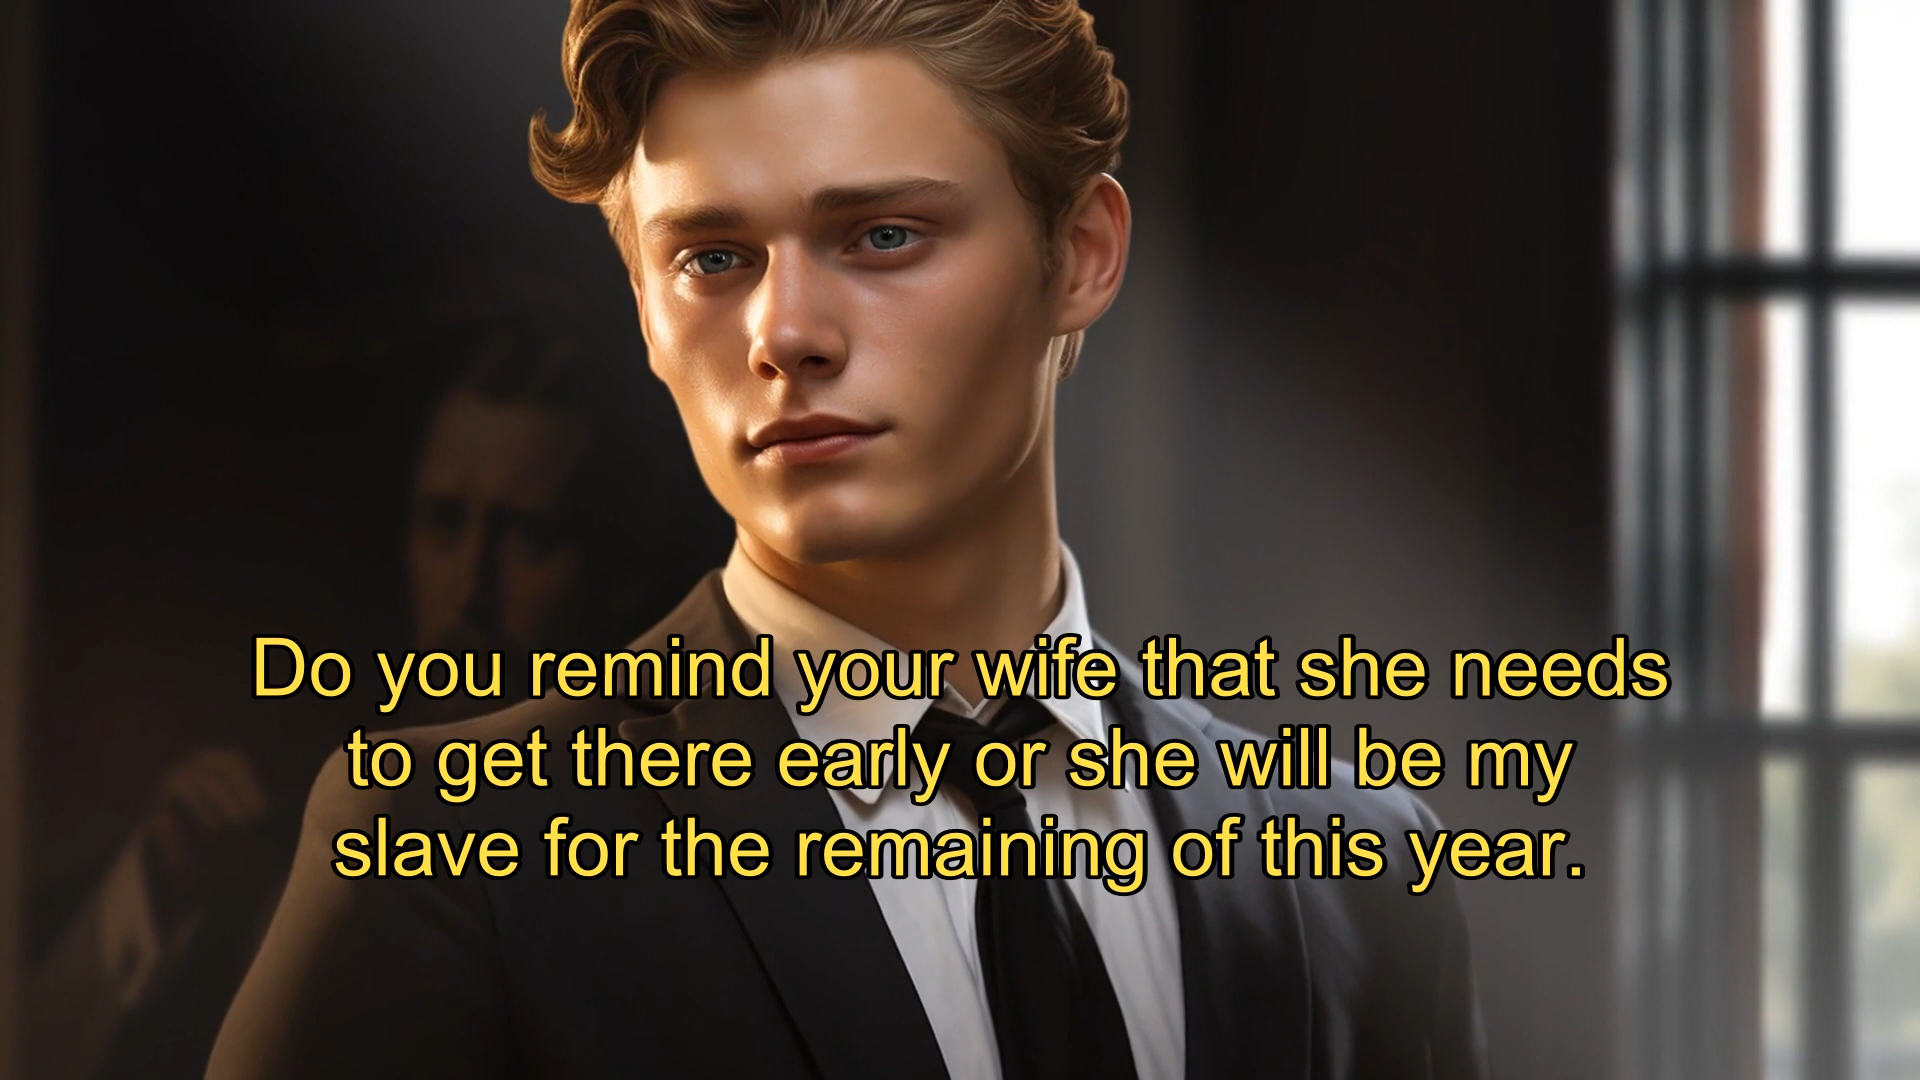 Do you remind your wife that she needs
to get there early or she will be my
slave for the remaining of this year.